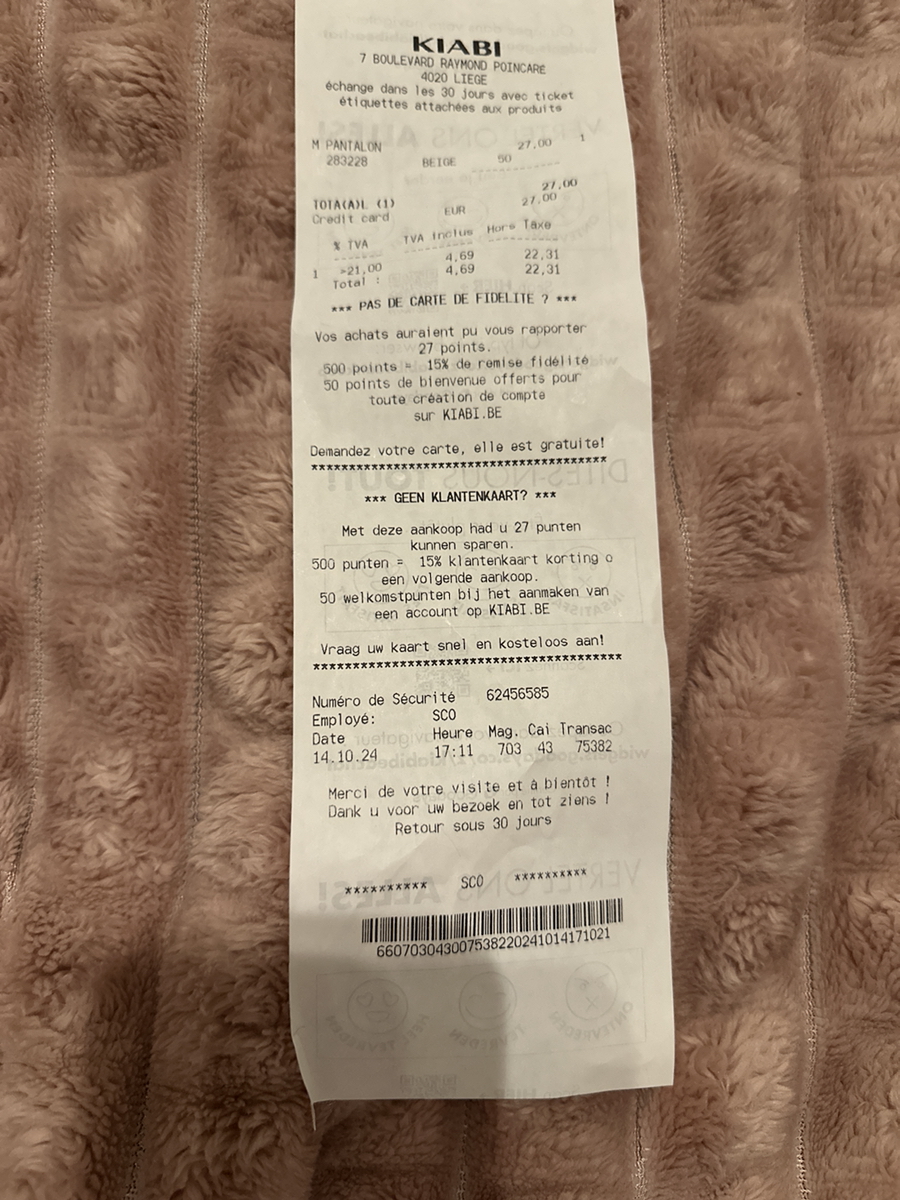 KIABI
7 BOULEVARD RAYMOND POINCARE
4020 LIEGE
échange dans les 30 jours avec ticket
étiquettes attachées aux produits
M PANTALON 27,00 1
283228 BEIGE 50
27,00
TOTA(A)L (1) 27,00
Credit card EUR
% TVA TVA Inclus Hors Taxe
1 >21,00 4,69 22,31
Total : 4,69 22,31
*** PAS DE CARTE DE FIDELITE ? ***
Vos achats auraient pu vous rapporter
27 points.
500 points = 15% de remise fidélité
50 points de bienvenue offerts pour
toute création de compte
sur KIABI.BE
Demandez votre carte, elle est gratuite!
****************************************
*** GEEN KLANTENKAART? ***
Met deze aankoop had u 27 punten
kunnen sparen.
500 punten = 15% klantenkaart korting o
een volgende aankoop.
50 welkomstpunten bij het aanmaken van
een account op KIABI.BE
Vraag uw kaart snel en kosteloos aan!
****************************************
Numéro de Sécurité 62456585
Employé: SCO
Date Heure Mag. Cai Transac
14.10.24 17:11 703 43 75382
Merci de votre visite et à bientôt !
Dank u voor uw bezoek en tot ziens !
Retour sous 30 jours
********** SCO **********
660703043007538220241014171021